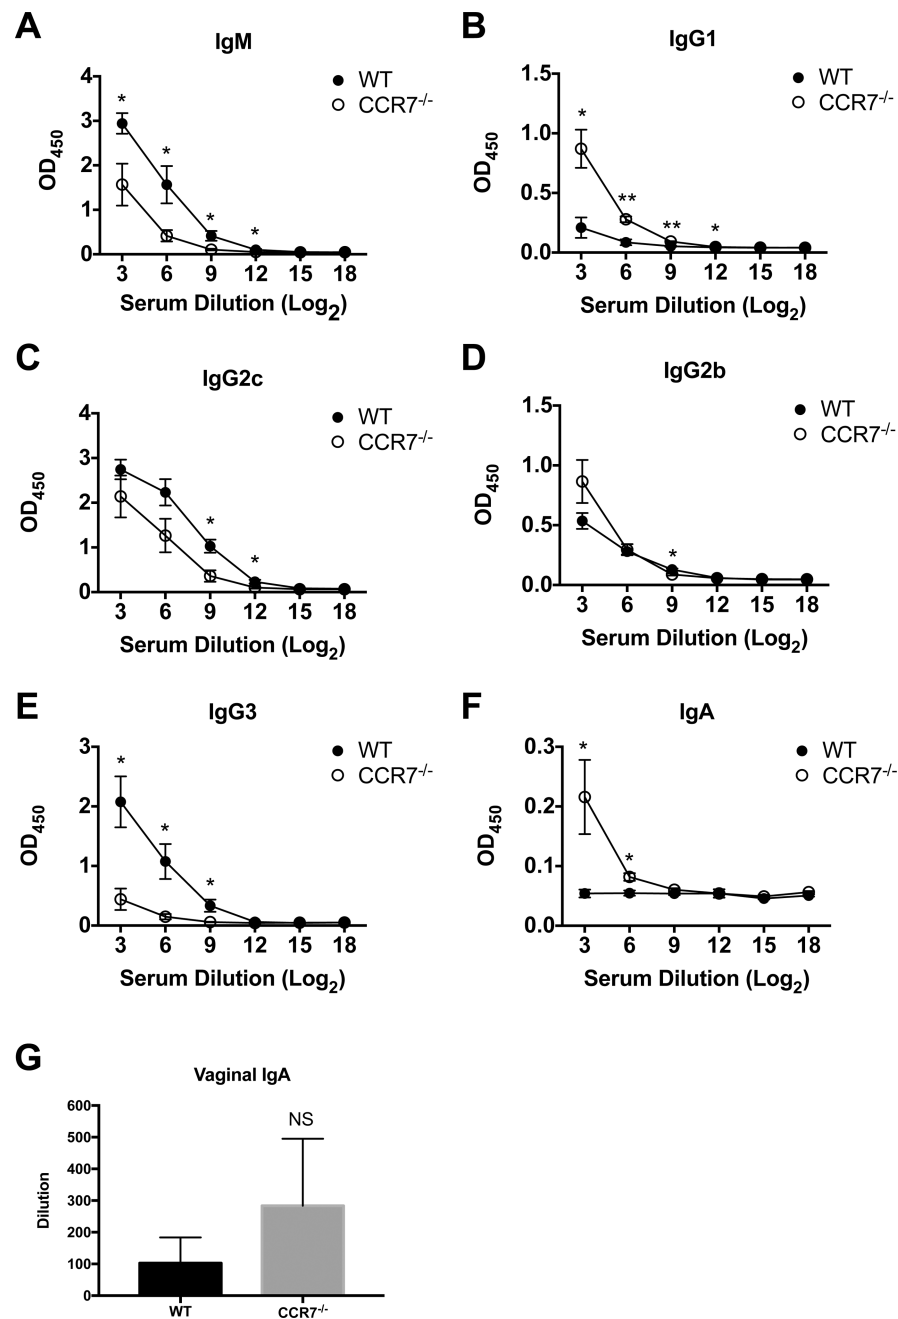 A
IgM
WT
CCR7-/-
OD450
4
3
2
1
0
*
*
*
*
3 6 9 12 15 18
Serum Dilution (Log2)
B
IgG1
WT
CCR7-/-
OD450
1.5
1.0
0.5
0.0
*
**
**
*
3 6 9 12 15 18
Serum Dilution (Log2)
C
IgG2c
WT
CCR7-/-
OD450
4
3
2
1
0
*
*
3 6 9 12 15 18
Serum Dilution (Log2)
D
IgG2b
WT
CCR7-/-
OD450
1.5
1.0
0.5
0.0
*
3 6 9 12 15 18
Serum Dilution (Log2)
E
IgG3
WT
CCR7-/-
OD450
3
2
1
0
*
*
*
3 6 9 12 15 18
Serum Dilution (Log2)
F
IgA
WT
CCR7-/-
OD450
0.3
0.2
0.1
0.0
*
*
3 6 9 12 15 18
Serum Dilution (Log2)
G
Vaginal IgA
Dilution
600
500
400
300
200
100
0
NS
WT CCR7-/-